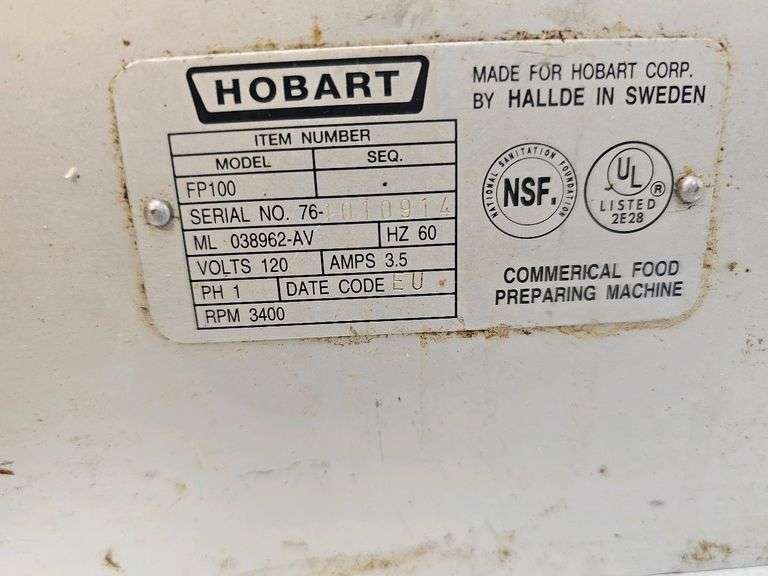 HOBART
MADE FOR HOBART CORP.
BY HALLDE IN SWEDEN
ITEM NUMBER
MODEL SEQ.
FP100
SERIAL NO. 76-1010914
ML 038962-AV HZ 60
VOLTS 120 AMPS 3.5
PH 1 DATE CODE EU
RPM 3400
NATIONAL SANITATION FOUNDATION
NSF.
UL ®
LISTED
2E28
COMMERICAL FOOD
PREPARING MACHINE